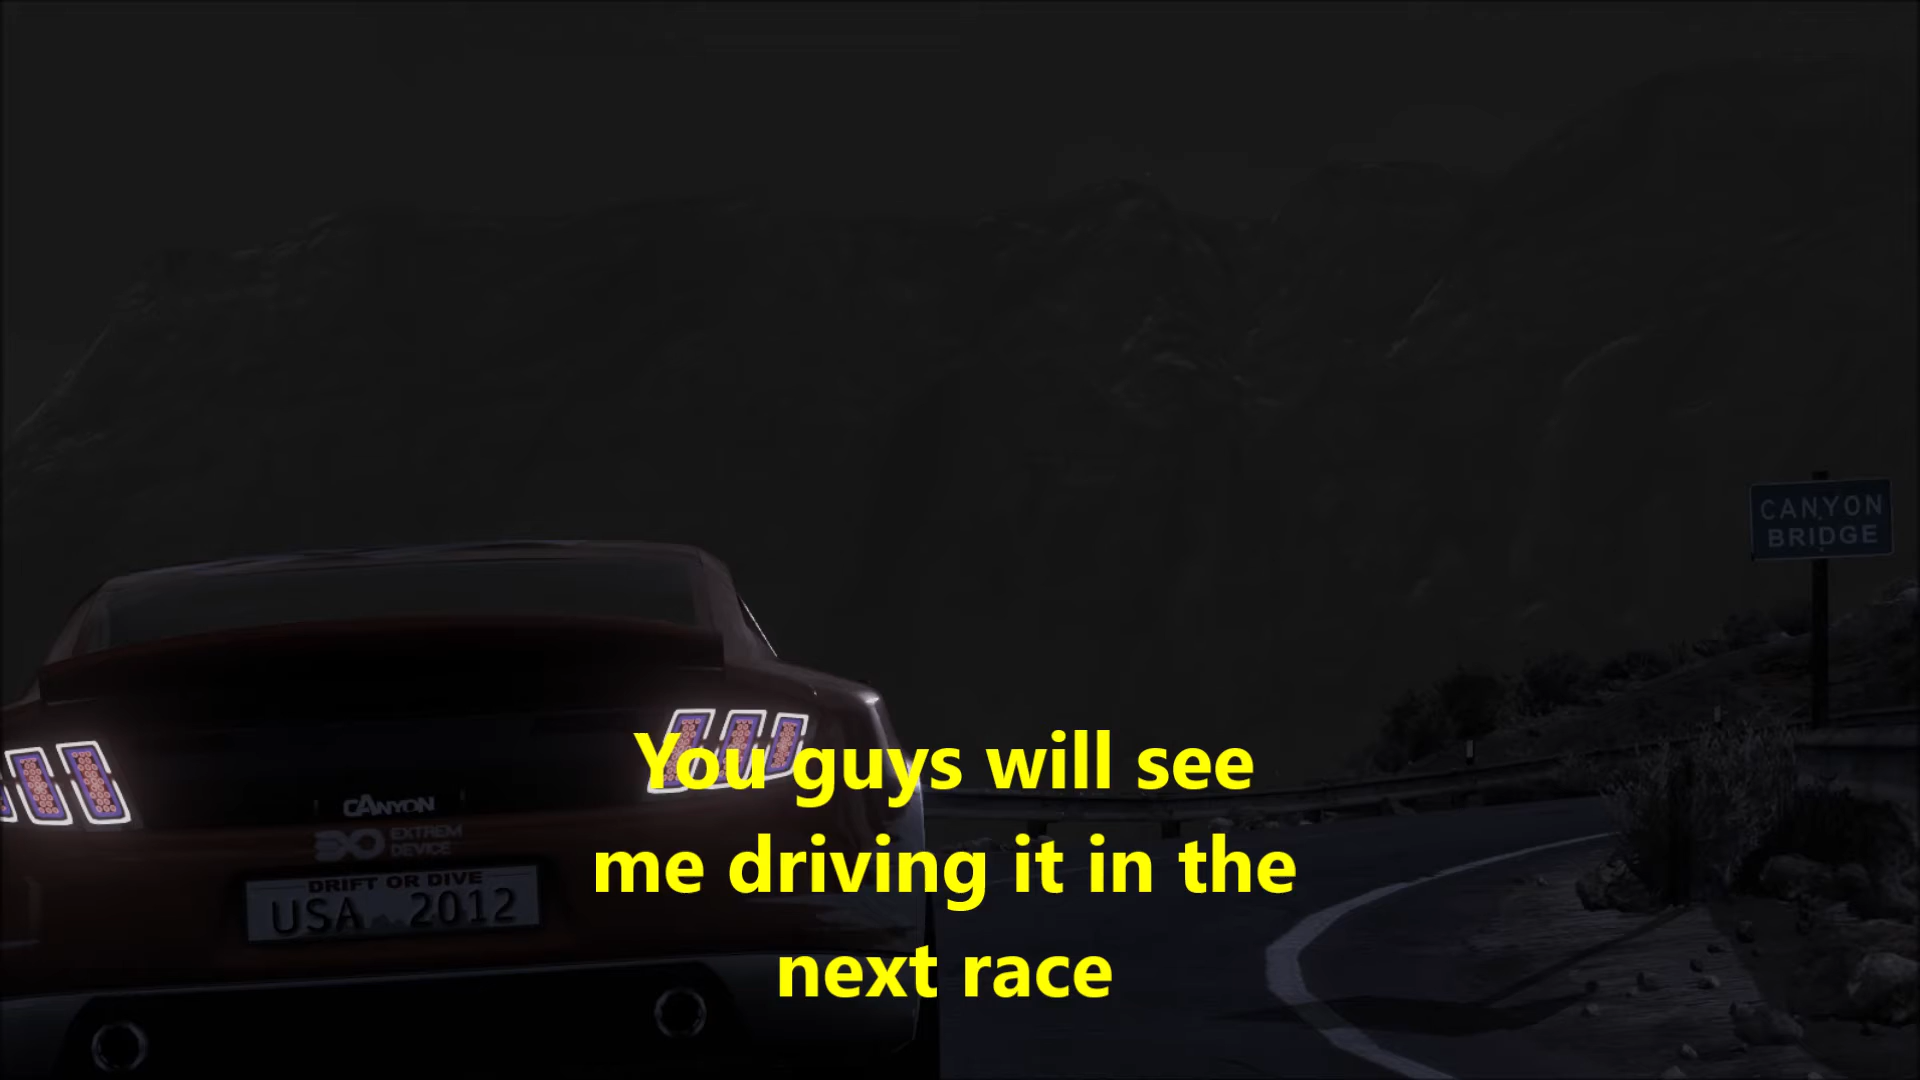 CANYON
BRIDGE
You guys will see
me driving it in the
next race
CANYON
EXTREM
DEVICE
DRIFT OR DIVE
USA 2012